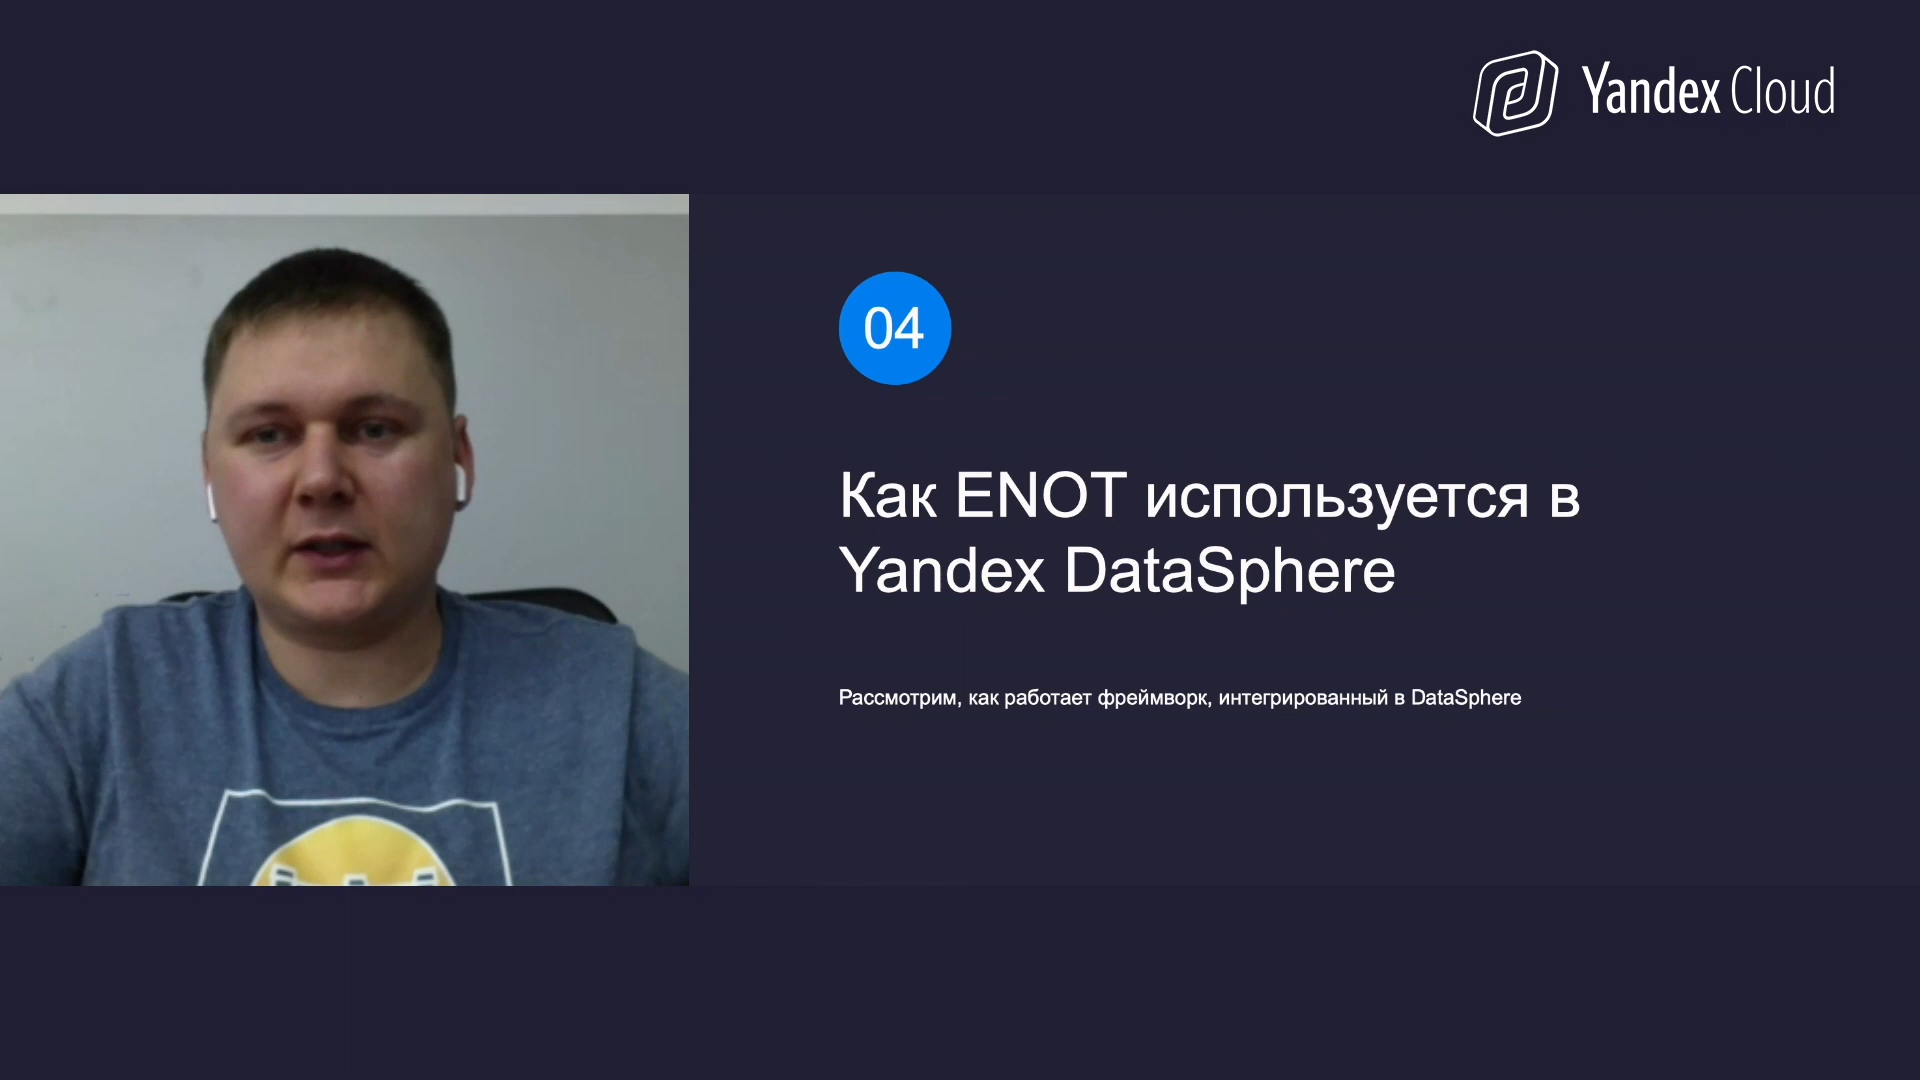 Yandex Cloud
04
Как ENOT используется в
Yandex DataSphere
Рассмотрим, как работает фреймворк, интегрированный в DataSphere